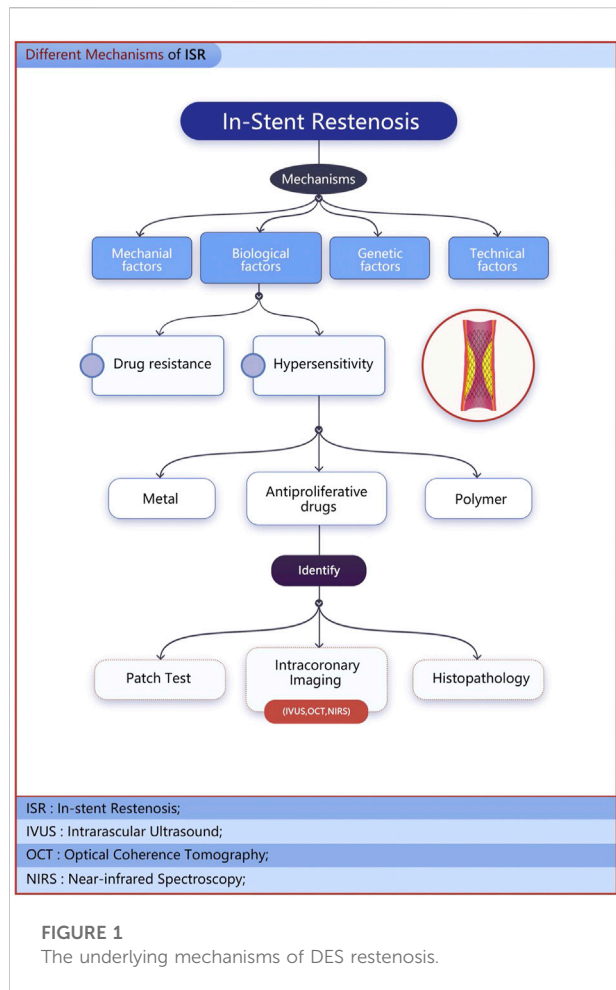 Different Mechanisms of ISR
In-Stent Restenosis
Mechanisms
Mechanial
factors
Biological
factors
Genetic
factors
Technical
factors
Drug resistance
Hypersensitivity
Metal
Antiproliferative
drugs
Polymer
Identify
Patch Test
Intracoronary
Imaging
(IVUS,OCT,NIRS)
Histopathology
ISR : In-stent Restenosis;
IVUS : Intrarascular Ultrasound;
OCT : Optical Coherence Tomography;
NIRS : Near-infrared Spectroscopy;
FIGURE 1
The underlying mechanisms of DES restenosis.